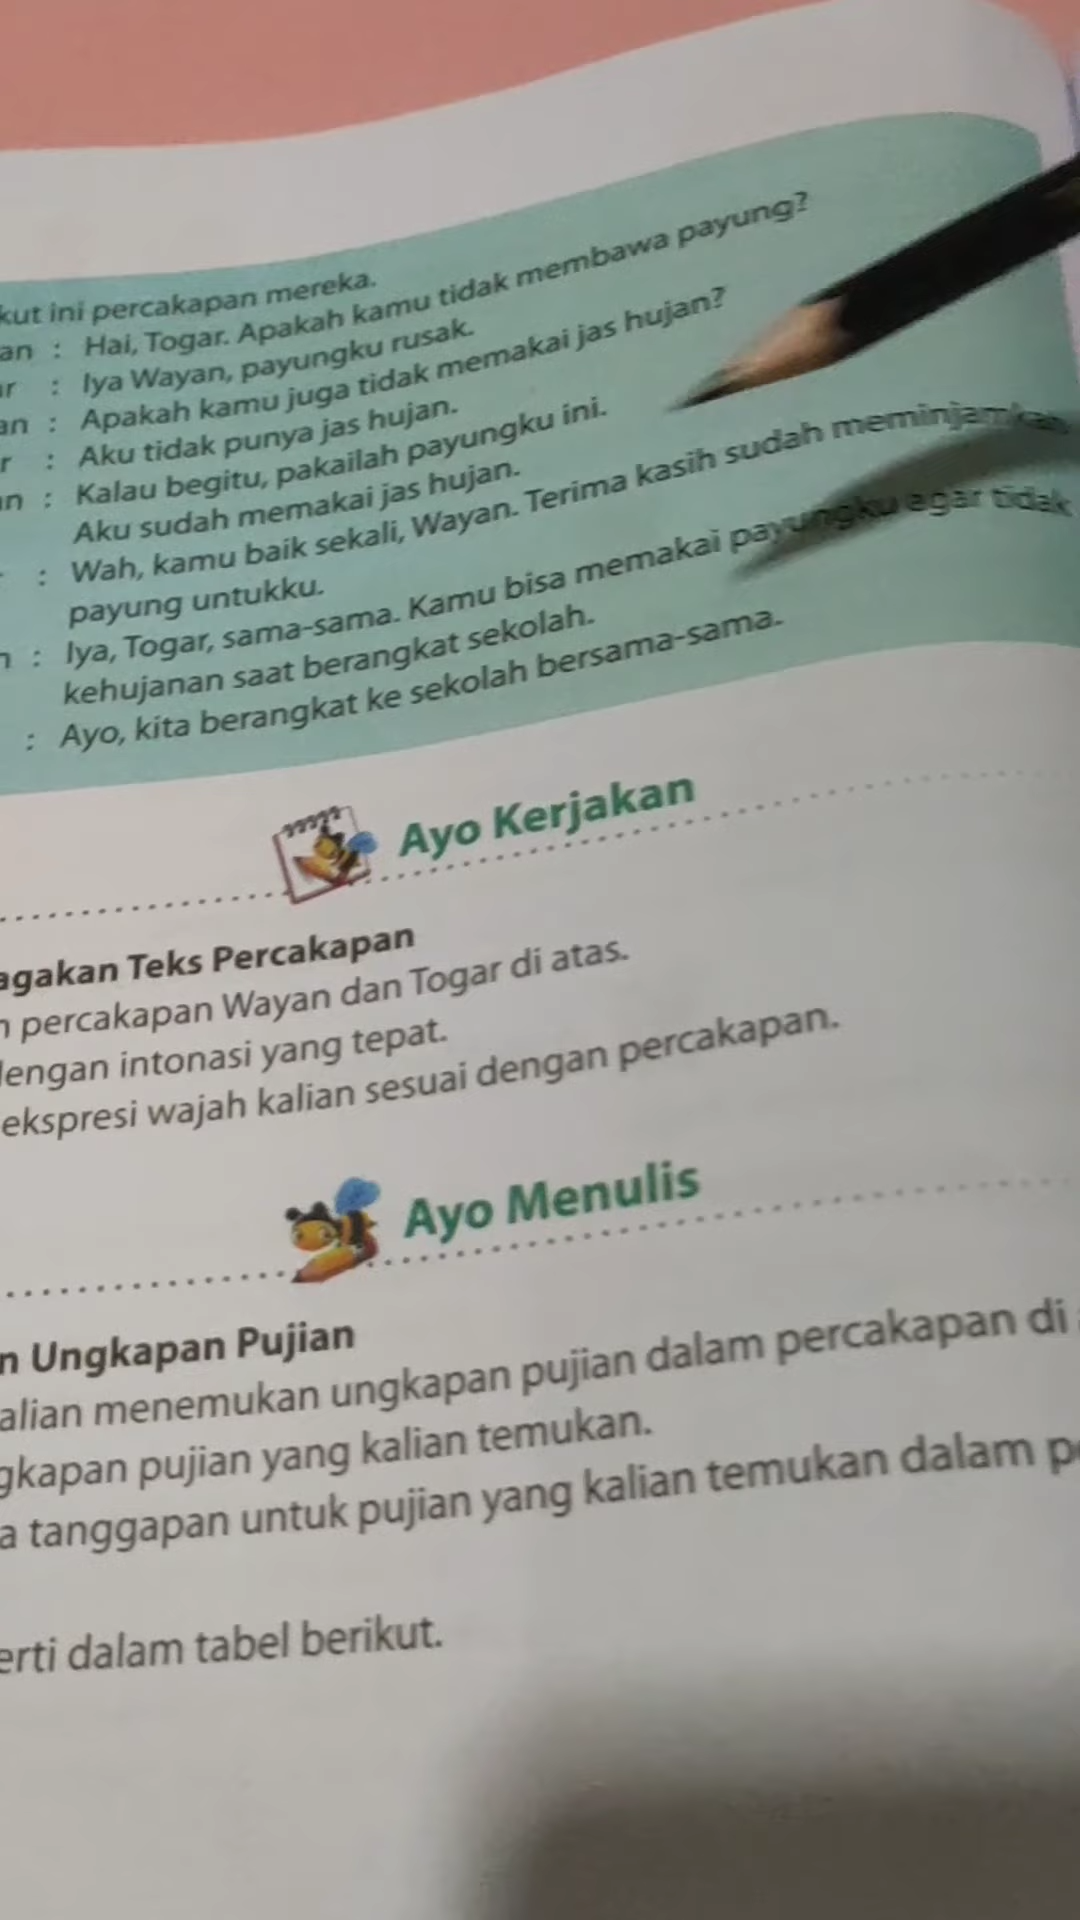 kut ini percakapan mereka.
an : Hai, Togar. Apakah kamu tidak membawa payung?
ar : Iya Wayan, payungku rusak.
an : Apakah kamu juga tidak memakai jas hujan?
r : Aku tidak punya jas hujan.
an : Kalau begitu, pakailah payungku ini.
Aku sudah memakai jas hujan.
: Wah, kamu baik sekali, Wayan. Terima kasih sudah meminjamkan
payung untukku.
n : Iya, Togar, sama-sama. Kamu bisa memakai payungku agar tidak
kehujanan saat berangkat sekolah.
: Ayo, kita berangkat ke sekolah bersama-sama.
Ayo Kerjakan
agakan Teks Percakapan
n percakapan Wayan dan Togar di atas.
dengan intonasi yang tepat.
ekspresi wajah kalian sesuai dengan percakapan.
Ayo Menulis
n Ungkapan Pujian
alian menemukan ungkapan pujian dalam percakapan di
gkapan pujian yang kalian temukan.
a tanggapan untuk pujian yang kalian temukan dalam pe
erti dalam tabel berikut.